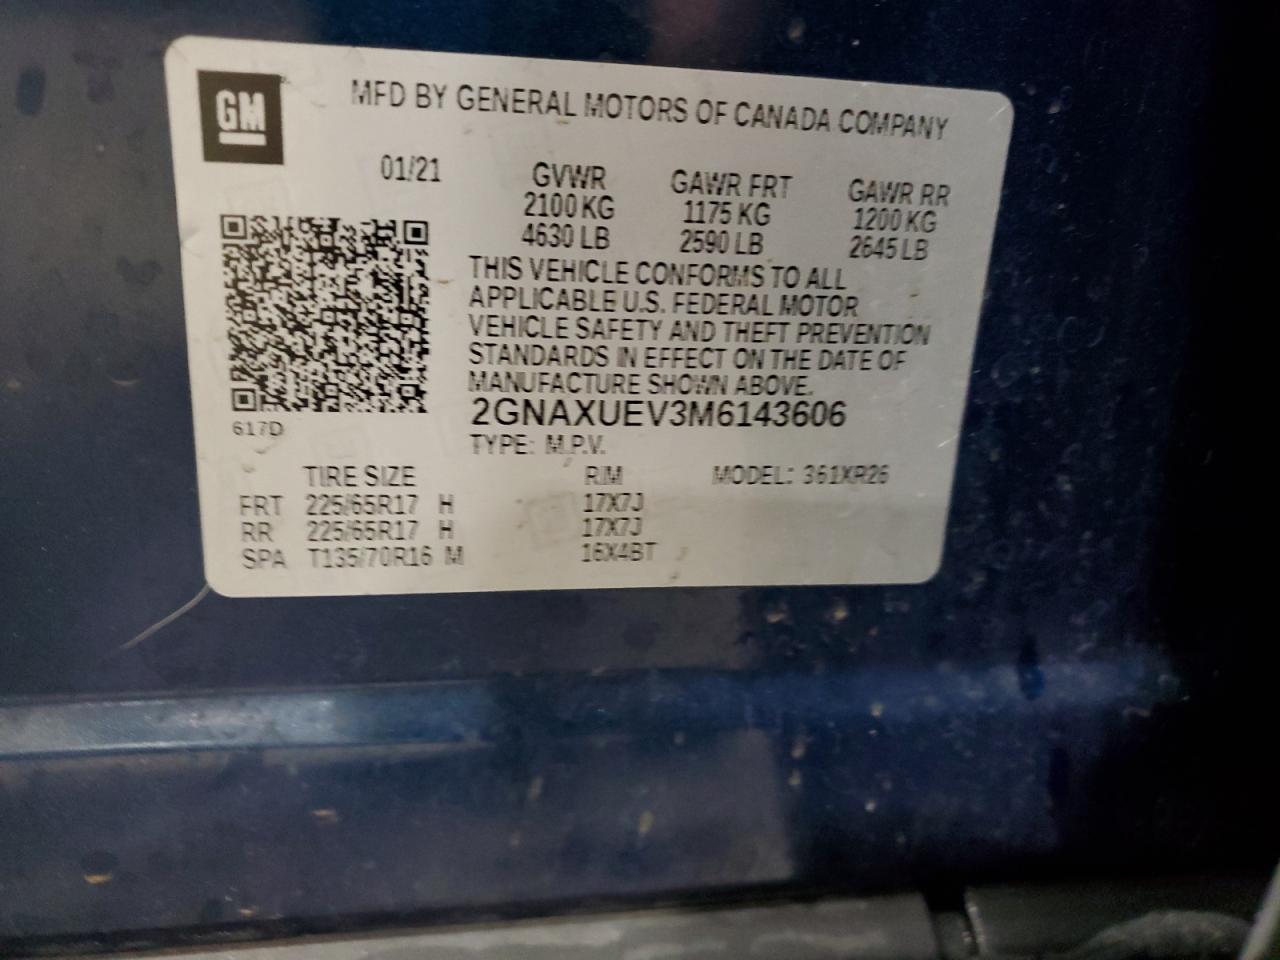 GM
MFD BY GENERAL MOTORS OF CANADA COMPANY
01/21 GVWR GAWR FRT GAWR RR
2100 KG 1175 KG 1200 KG
4630 LB 2590 LB 2645 LB
THIS VEHICLE CONFORMS TO ALL
APPLICABLE U.S. FEDERAL MOTOR
VEHICLE SAFETY AND THEFT PREVENTION
STANDARDS IN EFFECT ON THE DATE OF
MANUFACTURE SHOWN ABOVE.
2GNAXUEV3M6143606
617D
TYPE: M.P.V.
TIRE SIZE RIM MODEL: 361XR26
FRT 225/65R17 H 17X7J
RR 225/65R17 H 17X7J
SPA T135/70R16 M 16X4BT